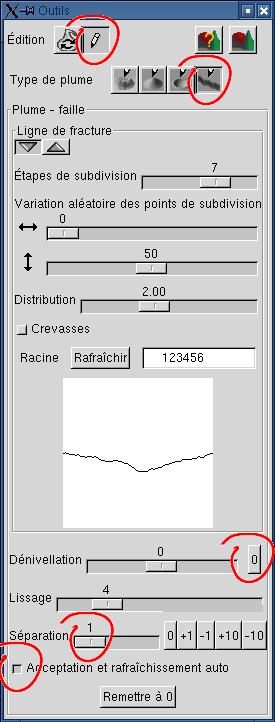 Outils
Édition
Type de plume
Plume - faille
Ligne de fracture
Étapes de subdivision
7
Variation aléatoire des points de subdivision
0
50
Distribution
2.00
Crevasses
Racine Rafraîchir 123456
Dénivellation
0
0
Lissage
4
Séparation
1
0 +1 -1 +10 -10
Acceptation et rafraîchissement auto
Remettre à 0